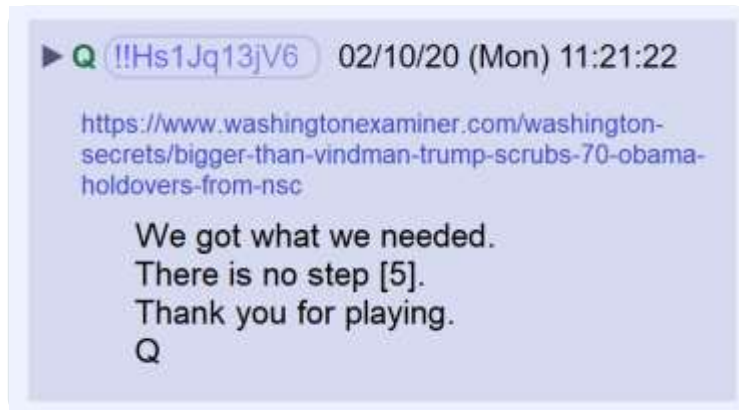 ▶ Q !!Hs1Jq13jV6 02/10/20 (Mon) 11:21:22
https://www.washingtonexaminer.com/washington-
secrets/bigger-than-vindman-trump-scrubs-70-obama-
holdovers-from-nsc
We got what we needed.
There is no step [5].
Thank you for playing.
Q